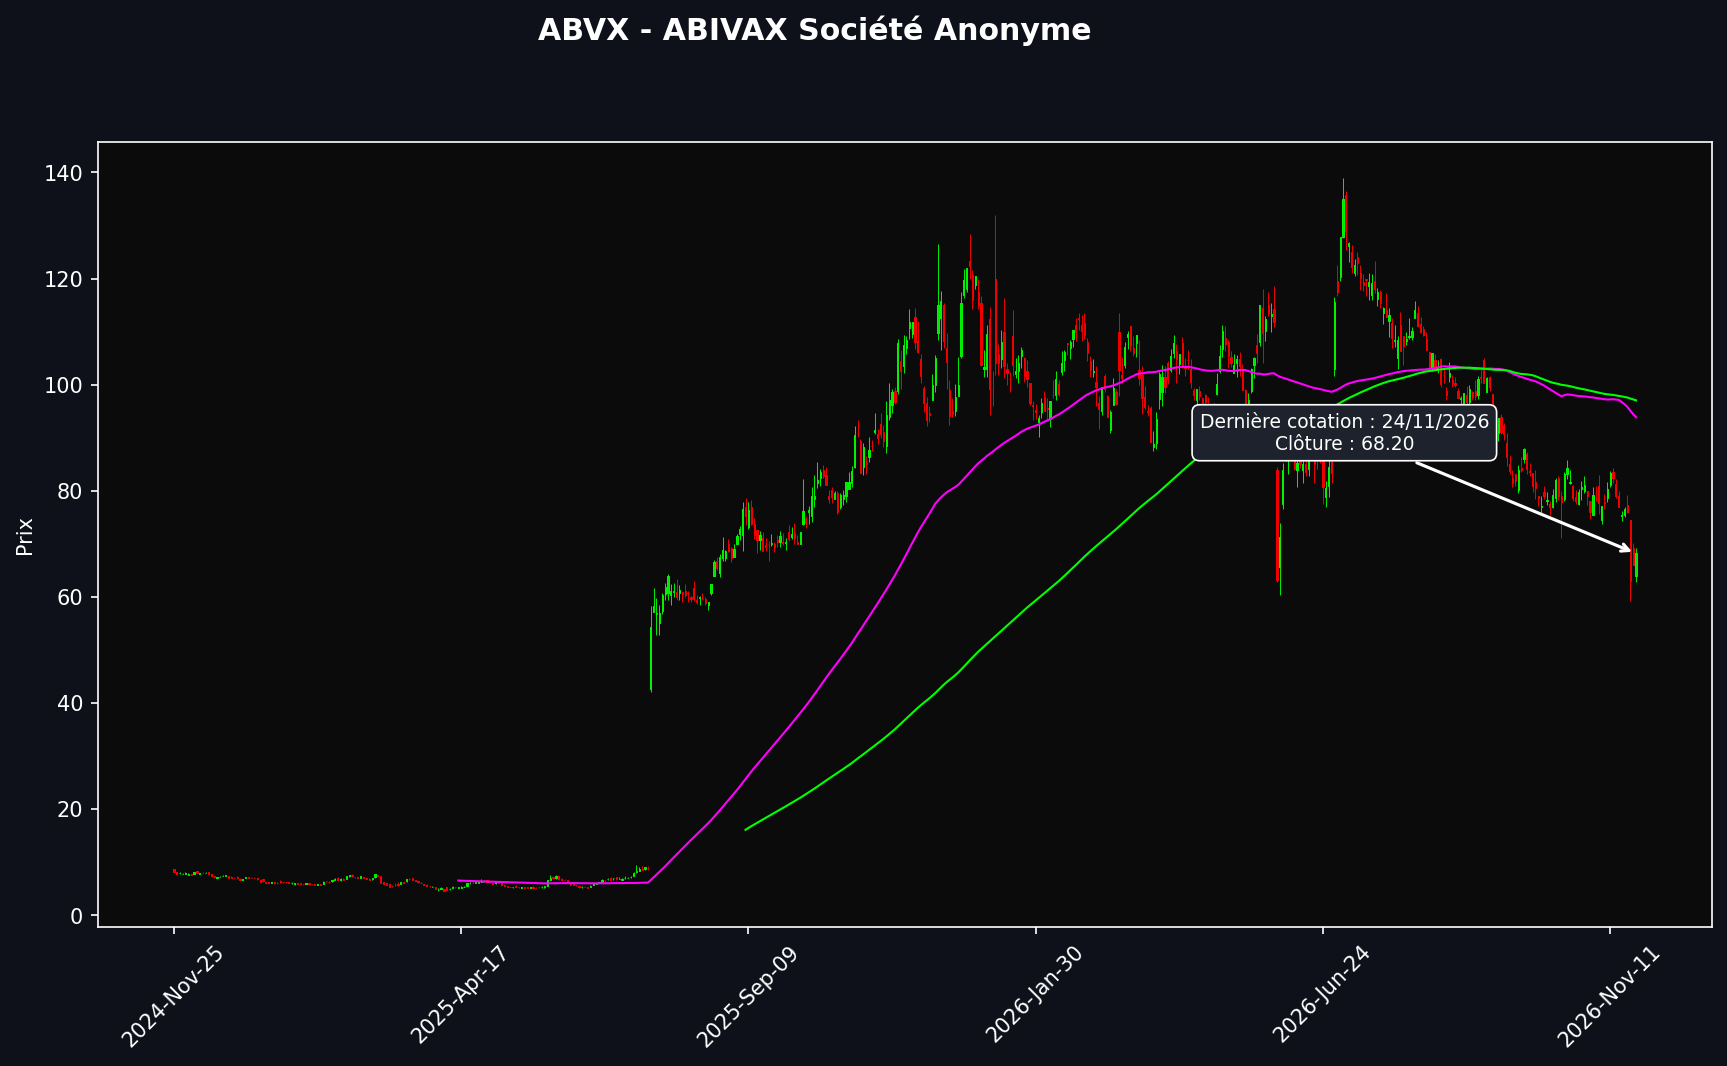 ABVX - ABIVAX Société Anonyme
Prix
140
120
100
80
60
40
20
0
Dernière cotation : 24/11/2026
Clôture : 68.20
2024-Nov-25
2025-Apr-17
2025-Sep-09
2026-Jan-30
2026-Jun-24
2026-Nov-11